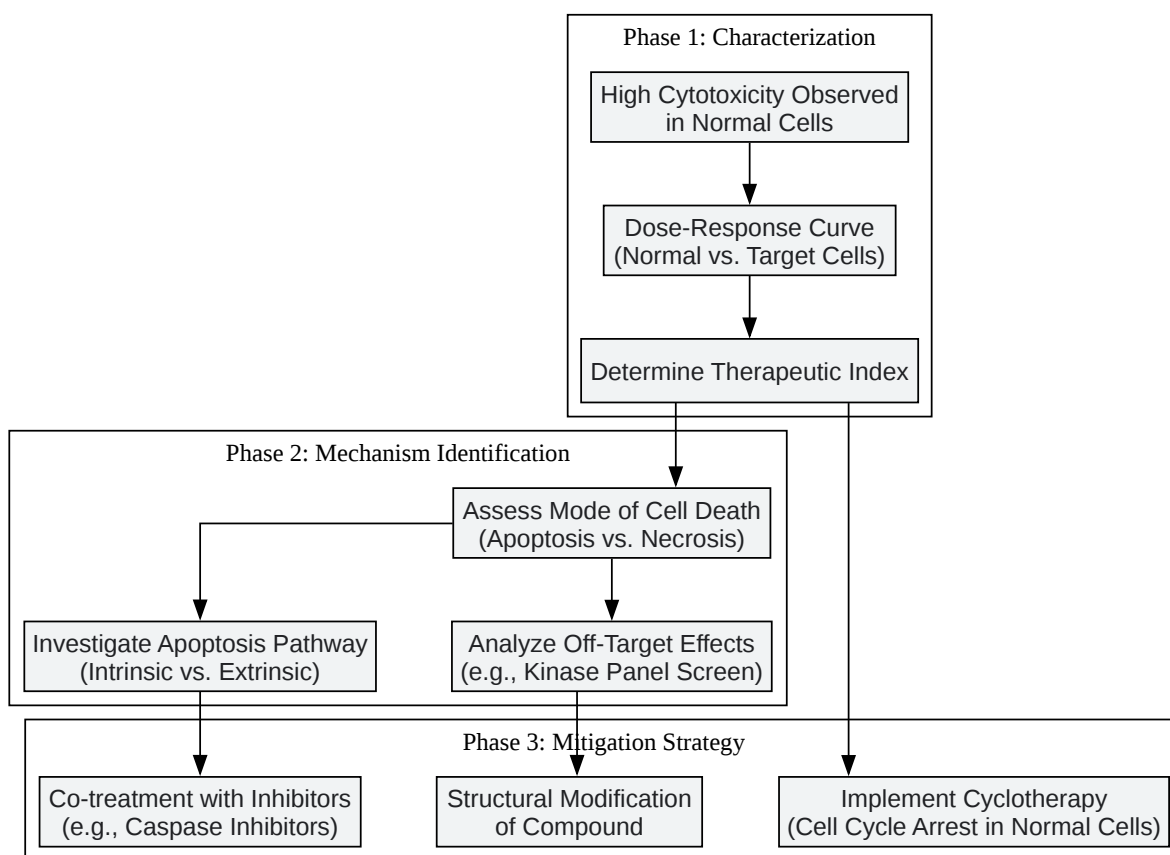 Phase 1: Characterization
High Cytotoxicity Observed
in Normal Cells
Dose-Response Curve
(Normal vs. Target Cells)
Determine Therapeutic Index
Phase 2: Mechanism Identification
Assess Mode of Cell Death
(Apoptosis vs. Necrosis)
Investigate Apoptosis Pathway
(Intrinsic vs. Extrinsic)
Analyze Off-Target Effects
(e.g., Kinase Panel Screen)
Phase 3: Mitigation Strategy
Co-treatment with Inhibitors
(e.g., Caspase Inhibitors)
Structural Modification
of Compound
Implement Cyclotherapy
(Cell Cycle Arrest in Normal Cells)